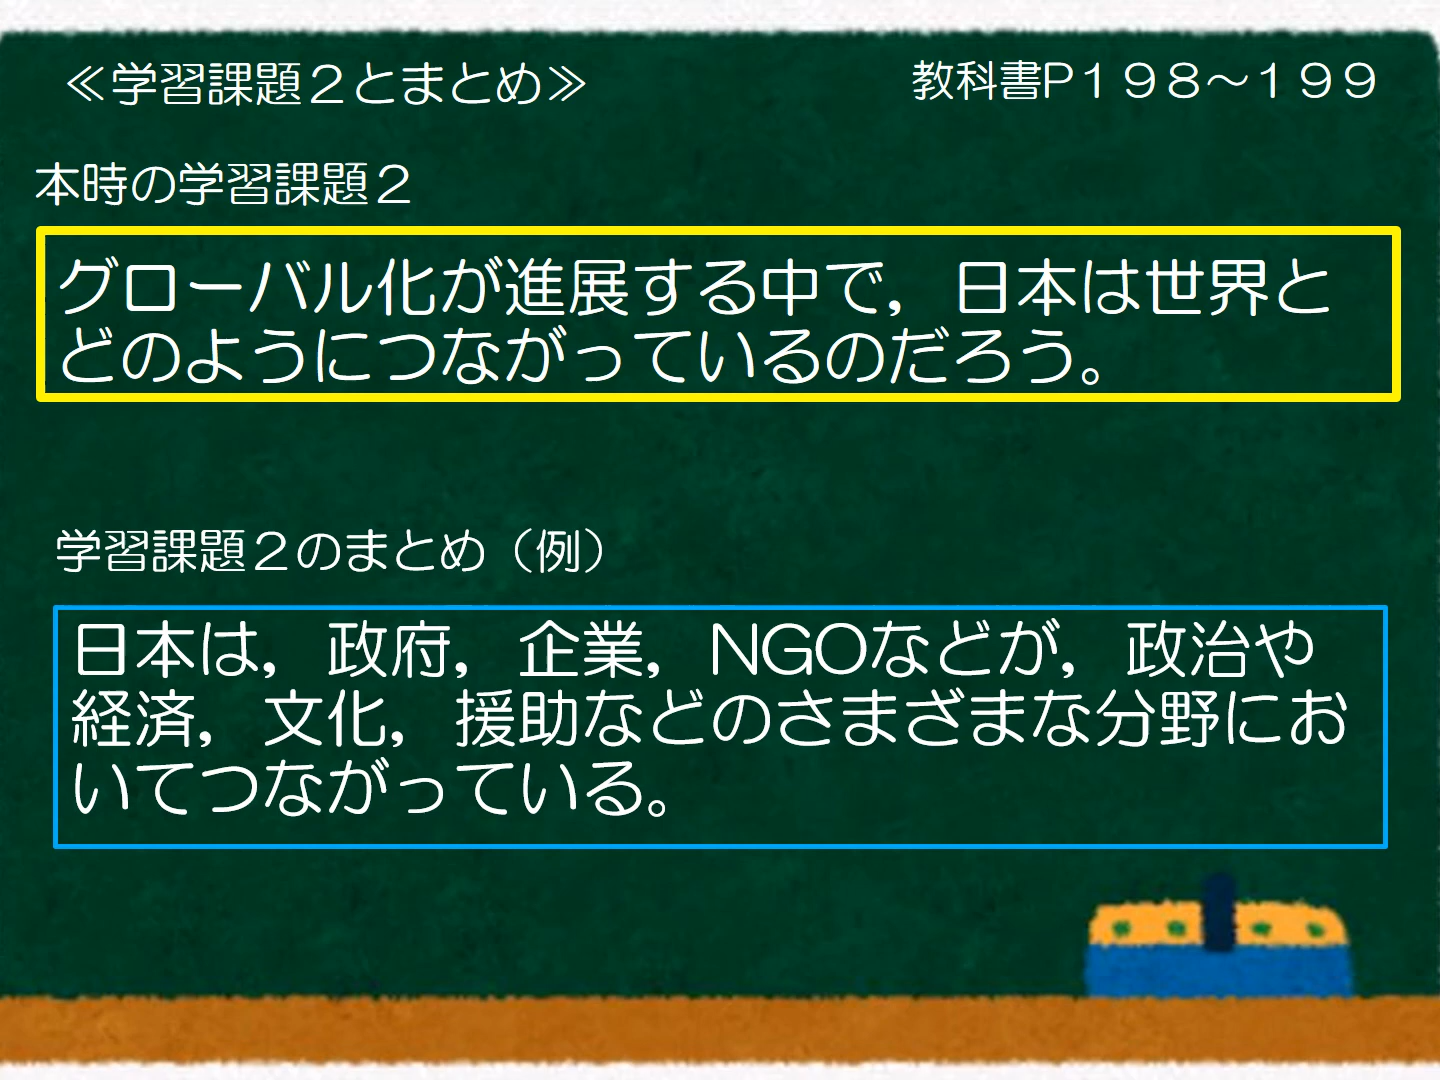 ≪学習課題２とまとめ≫
教科書P１９８～１９９
本時の学習課題２
グローバル化が進展する中で，日本は世界と
どのようにつながっているのだろう。
学習課題２のまとめ（例）
日本は，政府，企業，NGOなどが，政治や
経済，文化，援助などのさまざまな分野にお
いてつながっている。